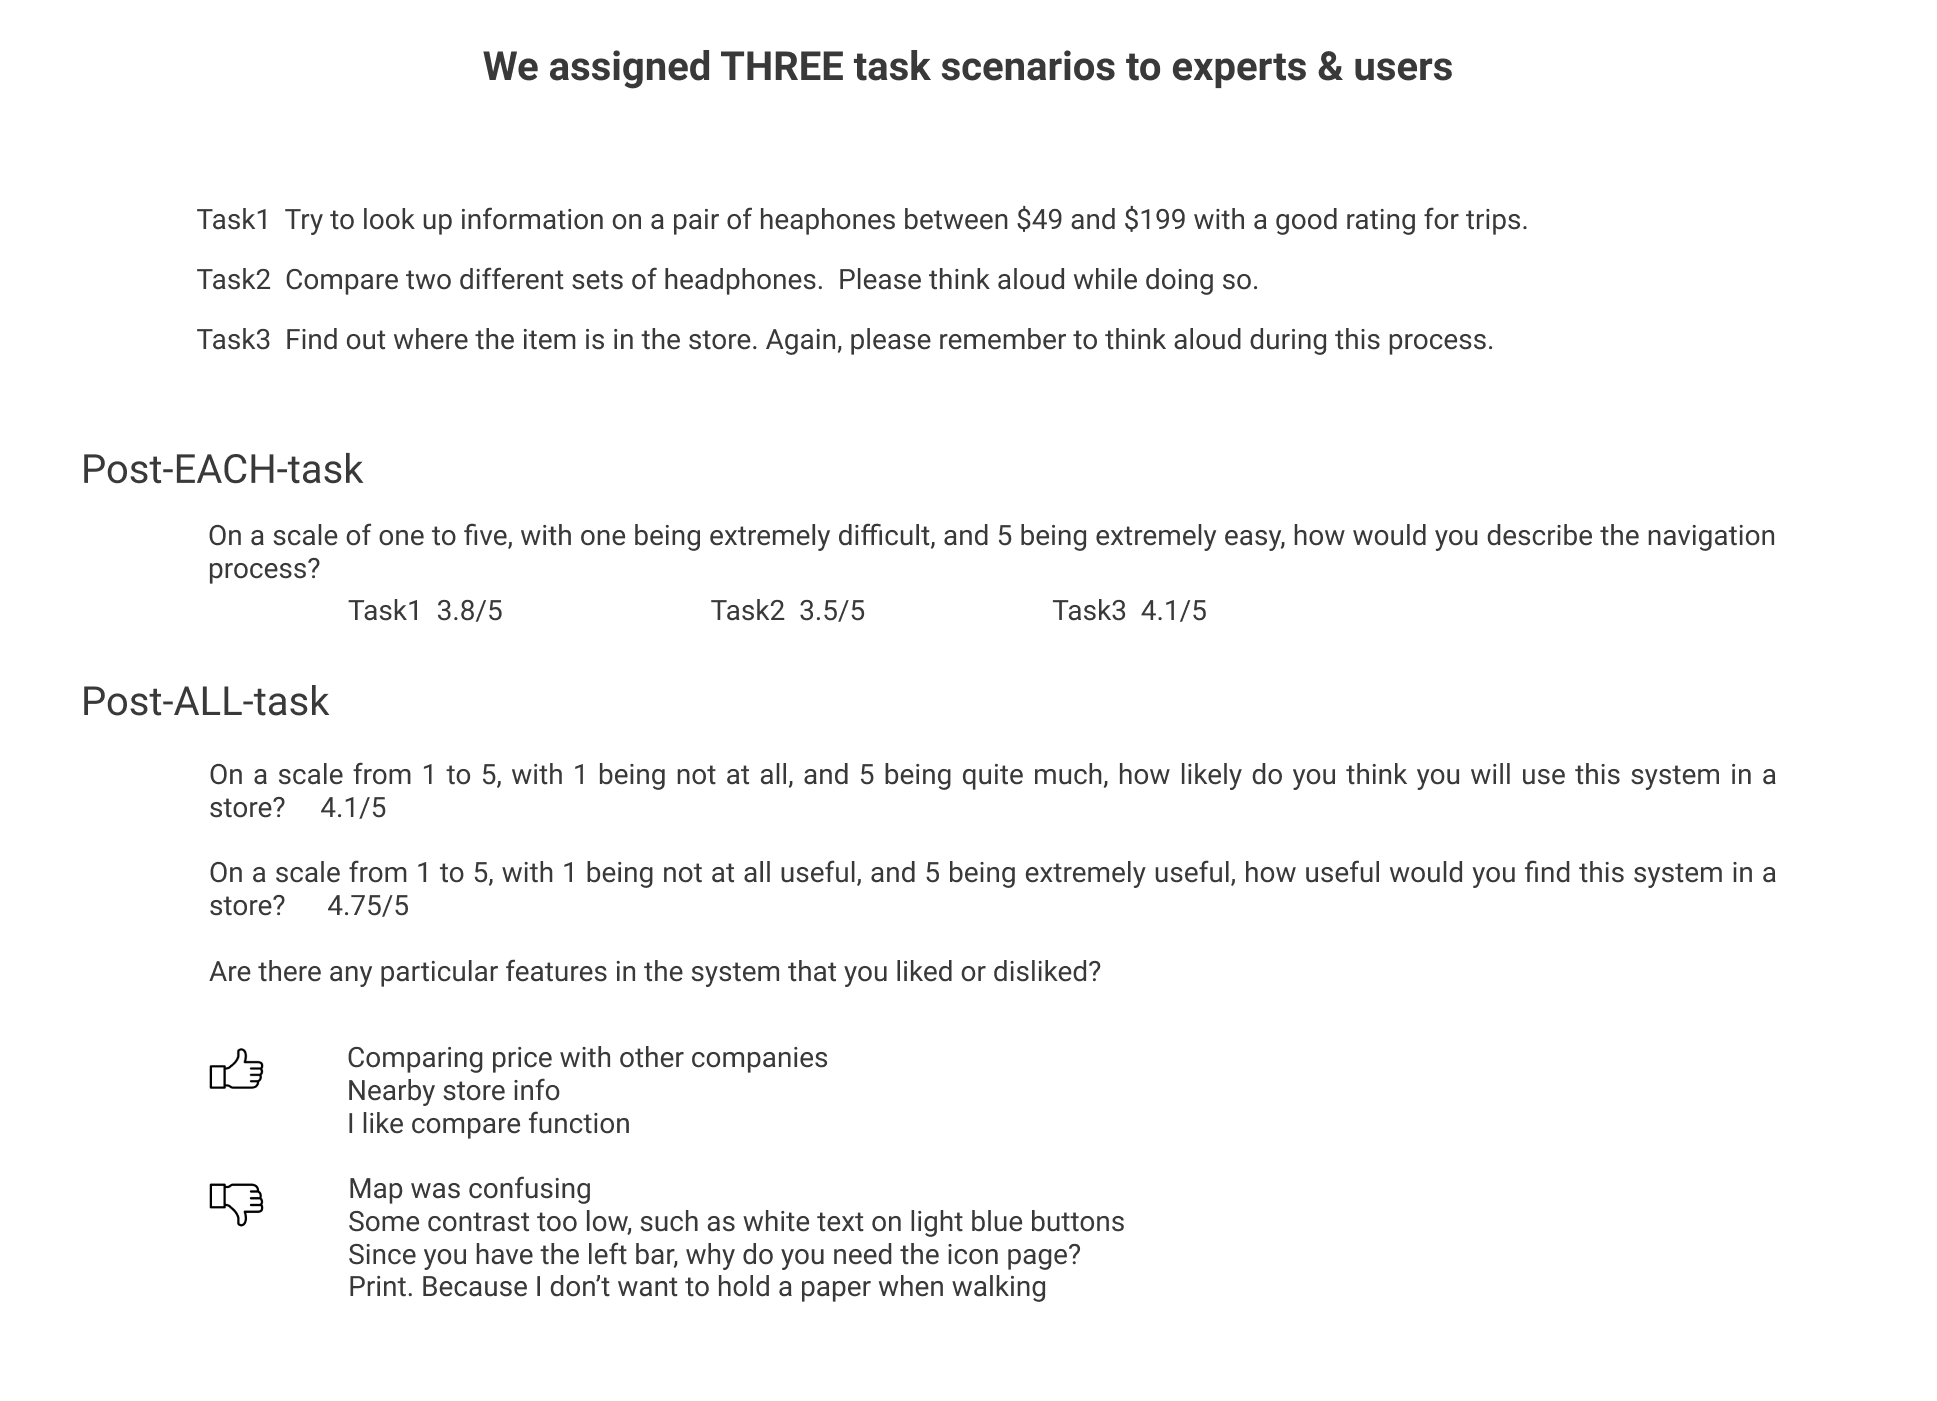 We assigned THREE task scenarios to experts & users
Task1  Try to look up information on a pair of heaphones between $49 and $199 with a good rating for trips.
Task2  Compare two different sets of headphones.  Please think aloud while doing so.
Task3  Find out where the item is in the store. Again, please remember to think aloud during this process.
Post-EACH-task
On a scale of one to five, with one being extremely difficult, and 5 being extremely easy, how would you describe the navigation
process?
Task1  3.8/5    Task2  3.5/5    Task3  4.1/5
Post-ALL-task
On a scale from 1 to 5, with 1 being not at all, and 5 being quite much, how likely do you think you will use this system in a
store?    4.1/5
On a scale from 1 to 5, with 1 being not at all useful, and 5 being extremely useful, how useful would you find this system in a
store?    4.75/5
Are there any particular features in the system that you liked or disliked?
Comparing price with other companies
Nearby store info
I like compare function
Map was confusing
Some contrast too low, such as white text on light blue buttons
Since you have the left bar, why do you need the icon page?
Print. Because I don’t want to hold a paper when walking